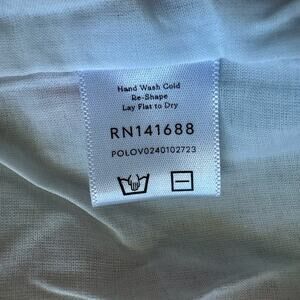 Hand Wash Cold
Re-Shape
Lay Flat to Dry
RN141688
POLOV0240102723